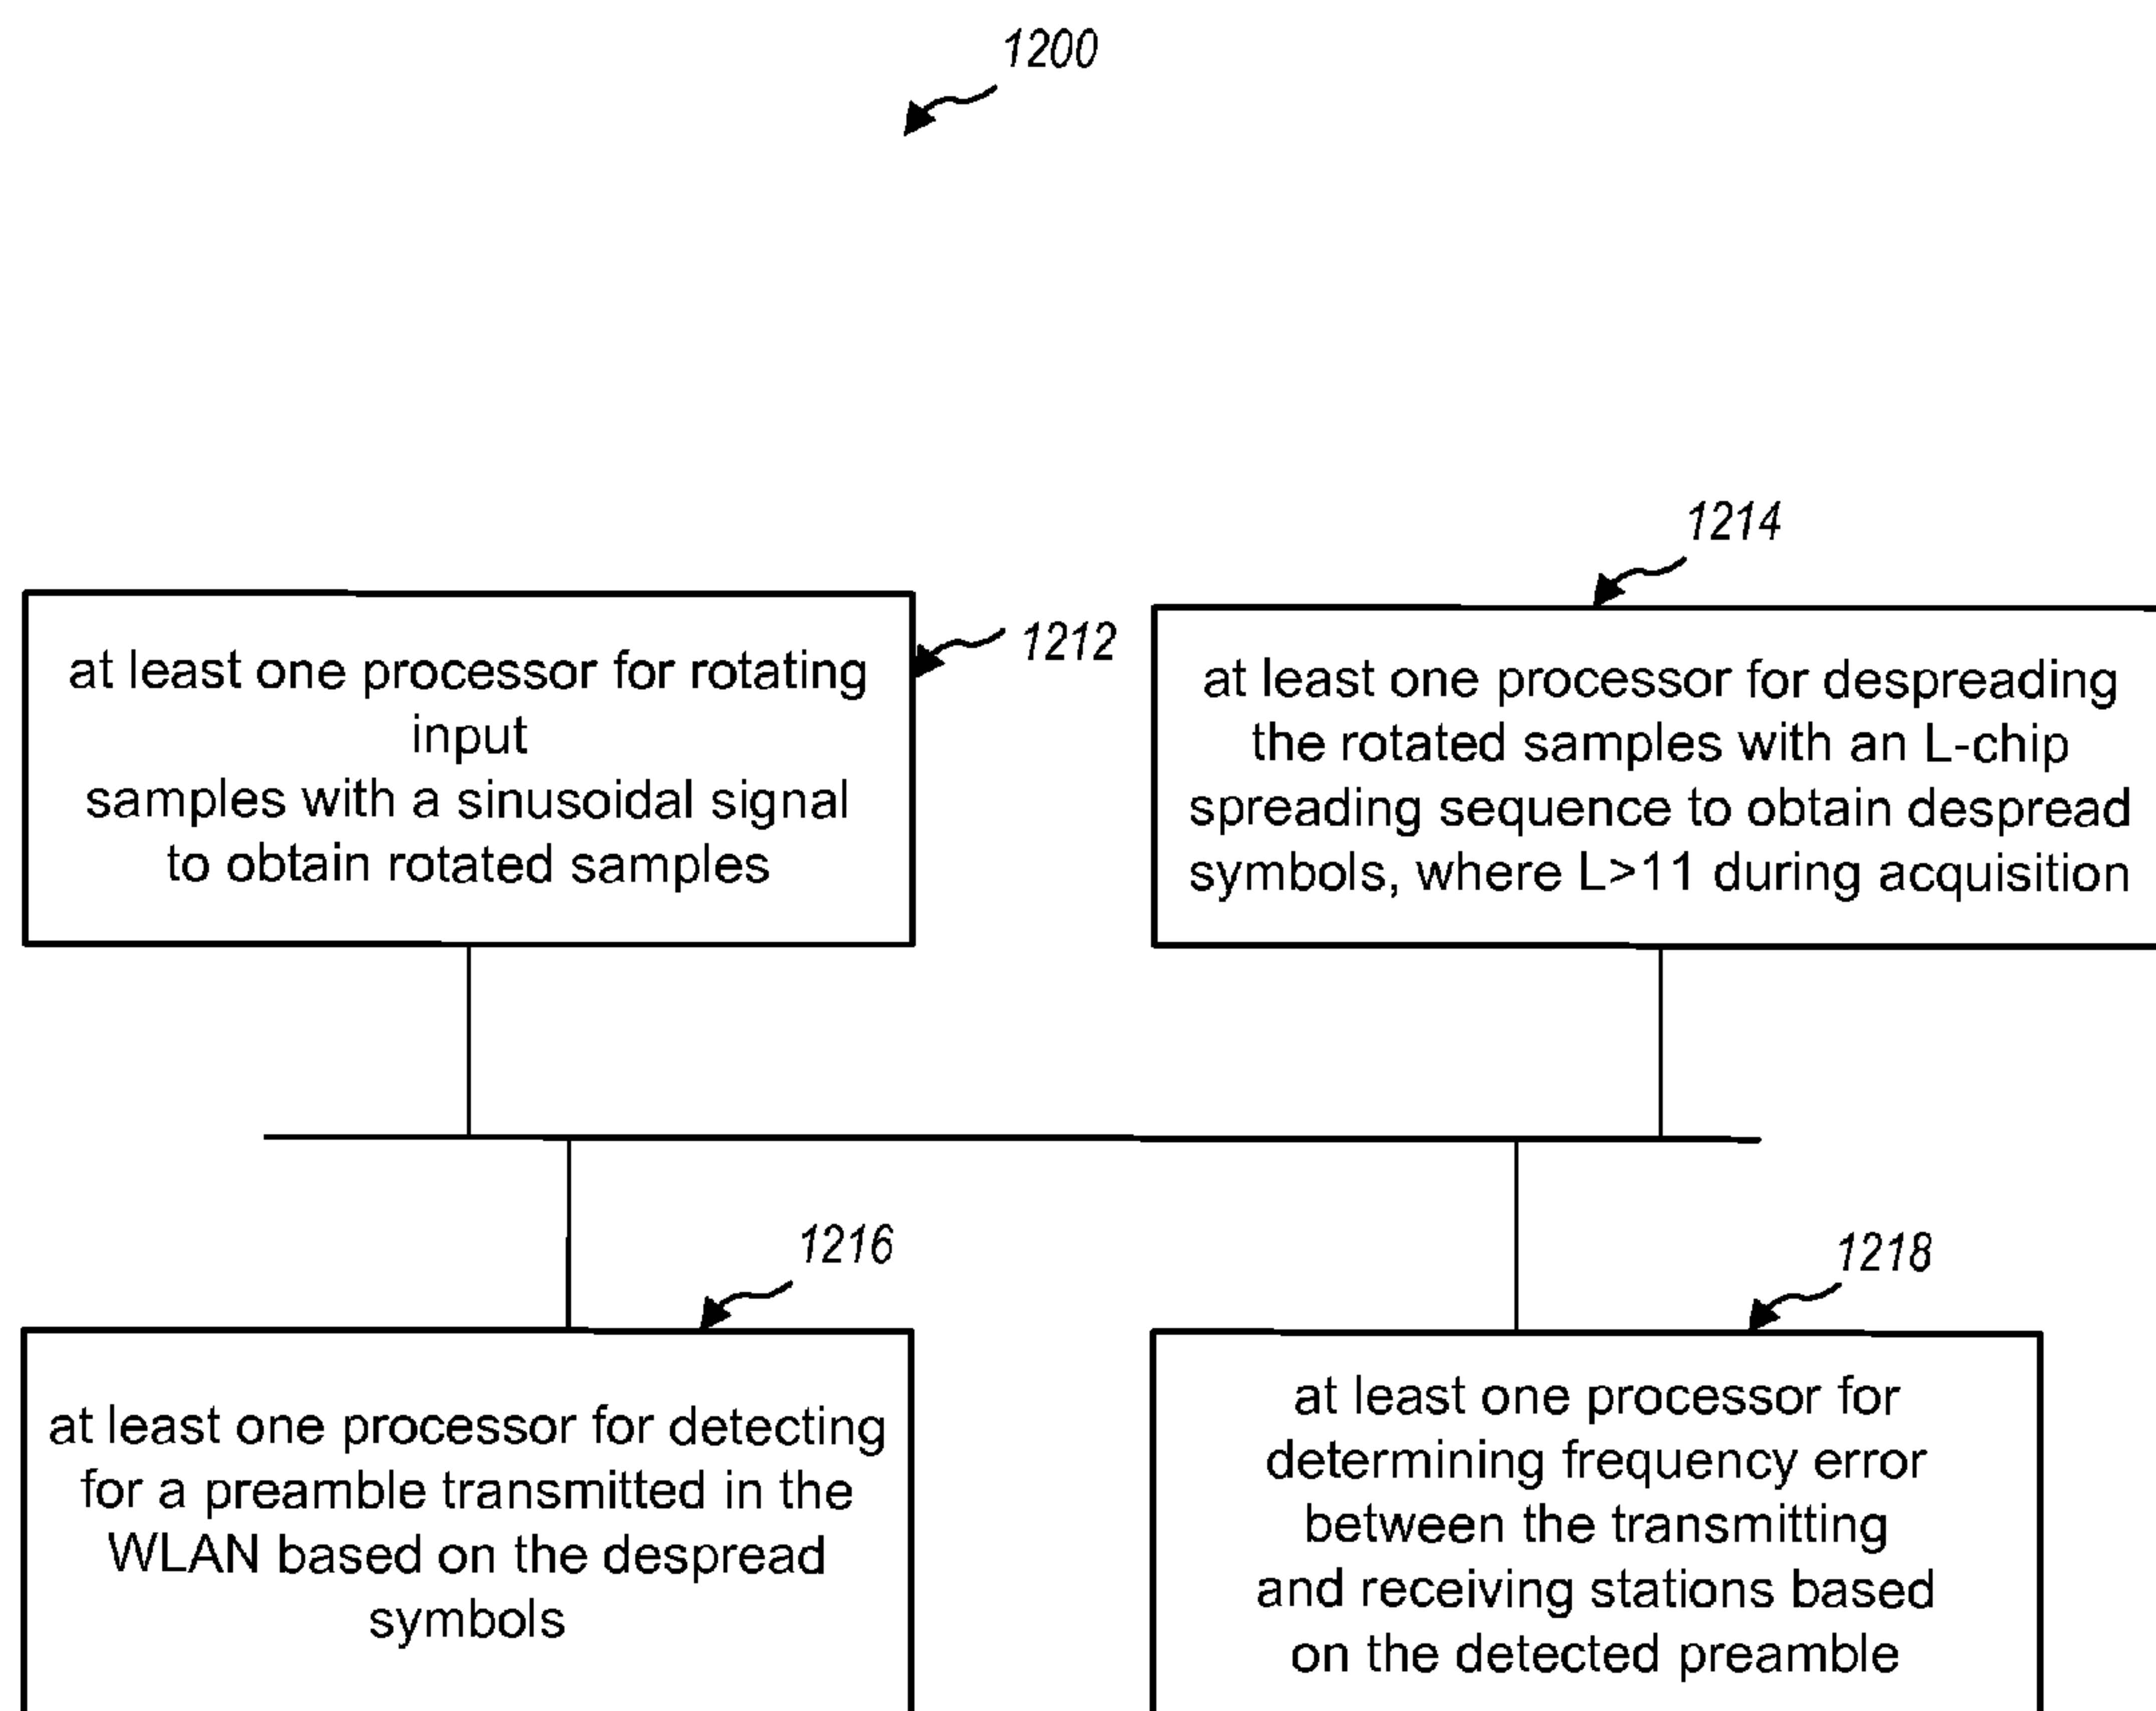 1200
1214
1212
at least one processor for rotating
input
samples with a sinusoidal signal
to obtain rotated samples
at least one processor for despreading
the rotated samples with an L-chip
spreading sequence to obtain despread
symbols, where L>11 during acquisition
1216
1218
at least one processor for detecting
for a preamble transmitted in the
WLAN based on the despread
symbols
at least one processor for
determining frequency error
between the transmitting
and receiving stations based
on the detected preamble